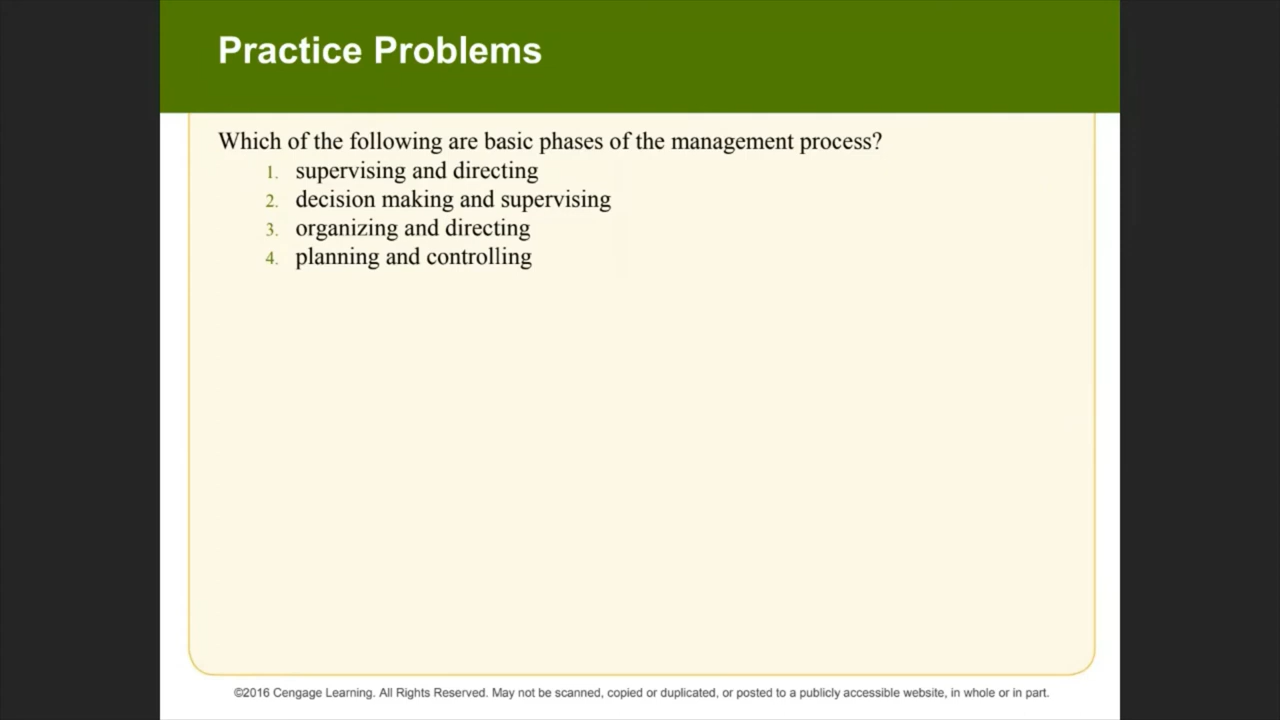 Practice Problems
Which of the following are basic phases of the management process?
1. supervising and directing
2. decision making and supervising
3. organizing and directing
4. planning and controlling
©2016 Cengage Learning. All Rights Reserved. May not be scanned, copied or duplicated, or posted to a publicly accessible website, in whole or in part.